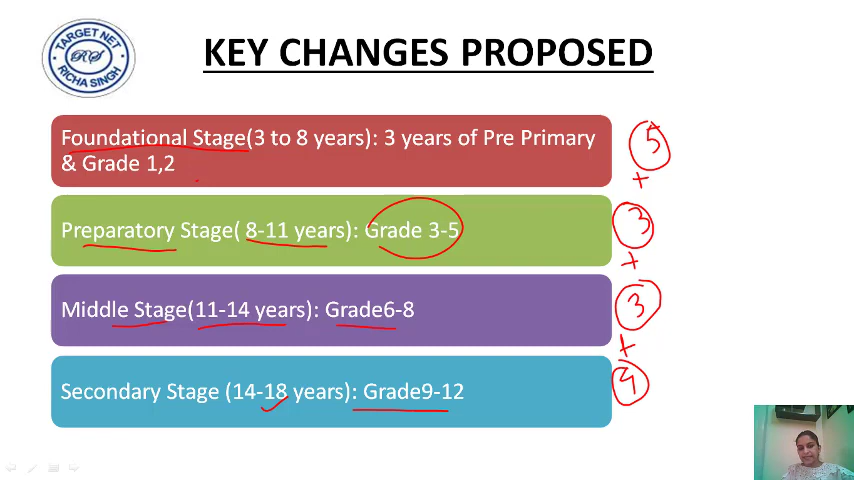 TARGET NET
RS
RICHA SINGH
KEY CHANGES PROPOSED
Foundational Stage(3 to 8 years): 3 years of Pre Primary
& Grade 1,2
5
+
Preparatory Stage( 8-11 years): Grade 3-5
3
+
Middle Stage(11-14 years): Grade6-8
3
+
Secondary Stage (14-18 years): Grade9-12
4